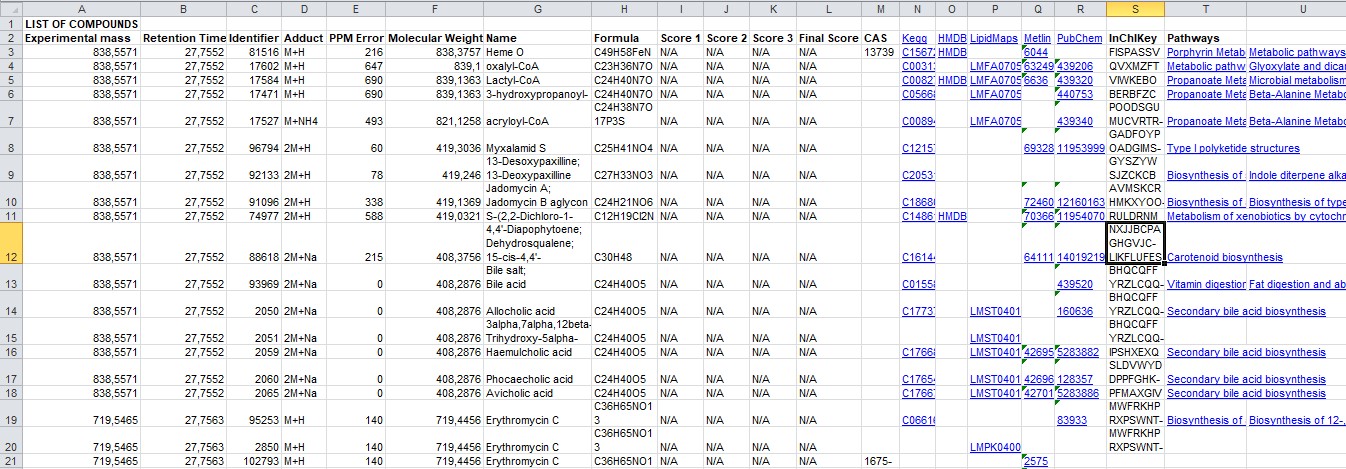 A B C D E F G H I J K L M N O P Q R S T U
1 LIST OF COMPOUNDS
2 Experimental mass Retention Time Identifier Adduct PPM Error Molecular Weight Name Formula Score 1 Score 2 Score 3 Final Score CAS Kegg HMDB LipidMaps Metlin PubChem InChIKey Pathways
3 838,5571 27,7552 81516 M+H 216 838,3757 Heme O C49H58FeN N/A N/A N/A N/A 13739 C1567 HMDB 6044 FISPASSV Porphyrin Metab Metabolic pathways
4 838,5571 27,7552 17602 M+H 647 839,1 oxalyl-CoA C23H36N7O N/A N/A N/A N/A C0031 LMFA0705 63249 439206 QVXMZFT Metabolic pathw Glyoxylate and dica
5 838,5571 27,7552 17584 M+H 690 839,1363 Lactyl-CoA C24H40N7O N/A N/A N/A N/A C0082 HMDB LMFA0705 6636 439320 VIWKEBO Propanoate Meta Microbial metabolism
6 838,5571 27,7552 17471 M+H 690 839,1363 3-hydroxypropanoyl- C24H40N7O N/A N/A N/A N/A C0566 LMFA0705 440753 BERBFZC Propanoate Meta Beta-Alanine Metabo
C24H38N7O POODSGU
7 838,5571 27,7552 17527 M+NH4 493 821,1258 acryloyl-CoA 17P3S N/A N/A N/A N/A C0089 LMFA0705 439340 MUCVRTR- Propanoate Meta Beta-Alanine Metabo
GADFOYP
8 838,5571 27,7552 96794 2M+H 60 419,3036 Myxalamid S C25H41NO4 N/A N/A N/A N/A C1215 69328 11953999 OADGIMS- Type I polyketide structures
13-Desoxypaxilline; GYSZYW
9 838,5571 27,7552 92133 2M+H 78 419,246 13-Deoxypaxilline C27H33NO3 N/A N/A N/A N/A C2053 SJZCKCB Biosynthesis of Indole diterpene alka
Jadomycin A; AVMSKCR
10 838,5571 27,7552 91096 2M+H 338 419,1369 Jadomycin B aglycon C24H21NO6 N/A N/A N/A N/A C1868 72460 12160163 HMKXYOO- Biosynthesis of Biosynthesis of type
11 838,5571 27,7552 74977 2M+H 588 419,0321 S-(2,2-Dichloro-1- C12H19Cl2N N/A N/A N/A N/A C1486 HMDB 70366 11954070 RULDRNM Metabolism of xenobiotics by cytochr
4,4'-Diapophytoene; NXJJBCPA
Dehydrosqualene; GHGVJC-
12 838,5571 27,7552 88618 2M+Na 215 408,3756 15-cis-4,4'- C30H48 N/A N/A N/A N/A C1614 64111 14019219 LIKFLUFES Carotenoid biosynthesis
Bile salt; BHQCQFF
13 838,5571 27,7552 93969 2M+Na 0 408,2876 Bile acid C24H40O5 N/A N/A N/A N/A C0155 439520 YRZLCQQ- Vitamin digestion Fat digestion and ab
BHQCQFF
14 838,5571 27,7552 2050 2M+Na 0 408,2876 Allocholic acid C24H40O5 N/A N/A N/A N/A C1773 LMST0401 160636 YRZLCQQ- Secondary bile acid biosynthesis
3alpha,7alpha,12beta- BHQCQFF
15 838,5571 27,7552 2051 2M+Na 0 408,2876 Trihydroxy-5alpha- C24H40O5 N/A N/A N/A N/A LMST0401 YRZLCQQ-
16 838,5571 27,7552 2059 2M+Na 0 408,2876 Haemulcholic acid C24H40O5 N/A N/A N/A N/A C1766 LMST0401 42695 5283882 IPSHXEXQ Secondary bile acid biosynthesis
SLDVWYD
17 838,5571 27,7552 2060 2M+Na 0 408,2876 Phocaecholic acid C24H40O5 N/A N/A N/A N/A C1765 LMST0401 42696 128357 DPPFGHK- Secondary bile acid biosynthesis
18 838,5571 27,7552 2065 2M+Na 0 408,2876 Avicholic acid C24H40O5 N/A N/A N/A N/A C1766 LMST0401 42701 5283886 PFMAXGIV Secondary bile acid biosynthesis
C36H65NO1 MWFRKHP
19 719,5465 27,7563 95253 M+H 140 719,4456 Erythromycin C 3 N/A N/A N/A N/A C0661 83933 RXPSWNT- Biosynthesis of Biosynthesis of 12-,
C36H65NO1 MWFRKHP
20 719,5465 27,7563 2850 M+H 140 719,4456 Erythromycin C 3 N/A N/A N/A N/A LMPK0400 RXPSWNT-
21 719,5465 27,7563 102793 M+H 140 719,4456 Erythromycin C C36H65NO1 N/A N/A N/A N/A 1675- 2575